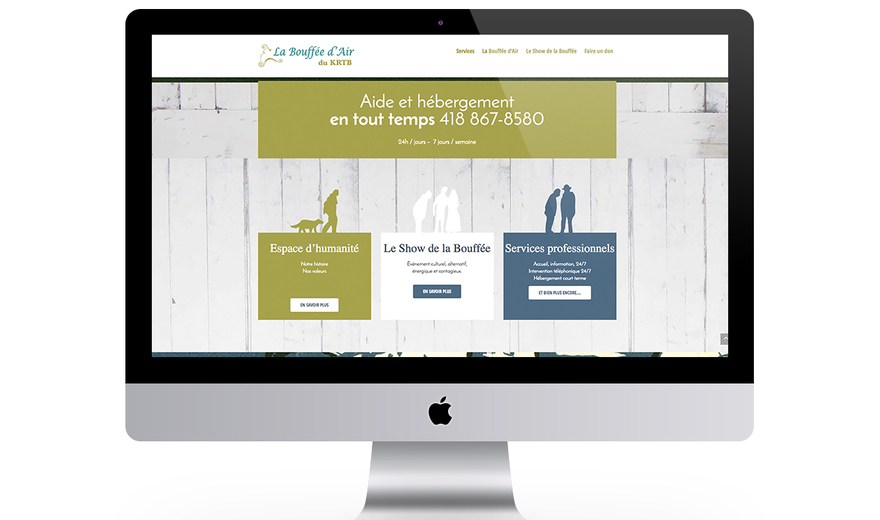 La Bouffée d'Air
du KRTB
Services La Bouffée d'Air Le Show de la Bouffée Faire un don
Aide et hébergement
en tout temps 418 867-8580
24h / jours – 7 jours / semaine
Espace d'humanité
Notre histoire
Nos valeurs
EN SAVOIR PLUS
Le Show de la Bouffée
Événement culturel, alternatif,
énergique et contagieux.
EN SAVOIR PLUS
Services professionnels
Accueil, information, 24/7
Intervention téléphonique 24/7
Hébergement court terme
ET BIEN PLUS ENCORE...